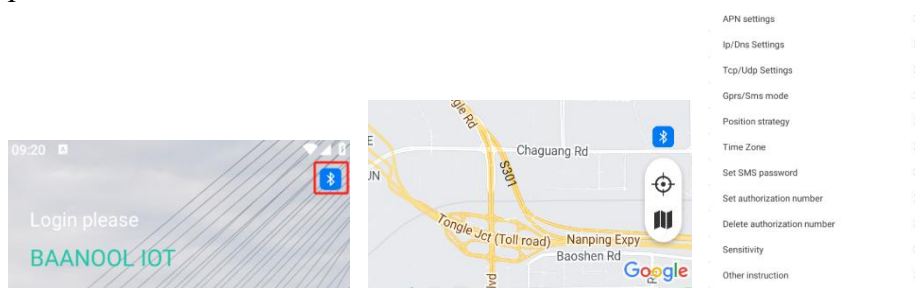 09:20
Login please
BAANOOL IOT
Chaguang Rd
S301
Tongle Jct (Toll road)
Nanping Expy
Baoshen Rd
Google
APN settings
Ip/Dns Settings
Tcp/Udp Settings
Gprs/Sms mode
Position strategy
Time Zone
Set SMS password
Set authorization number
Delete authorization number
Sensitivity
Other instruction